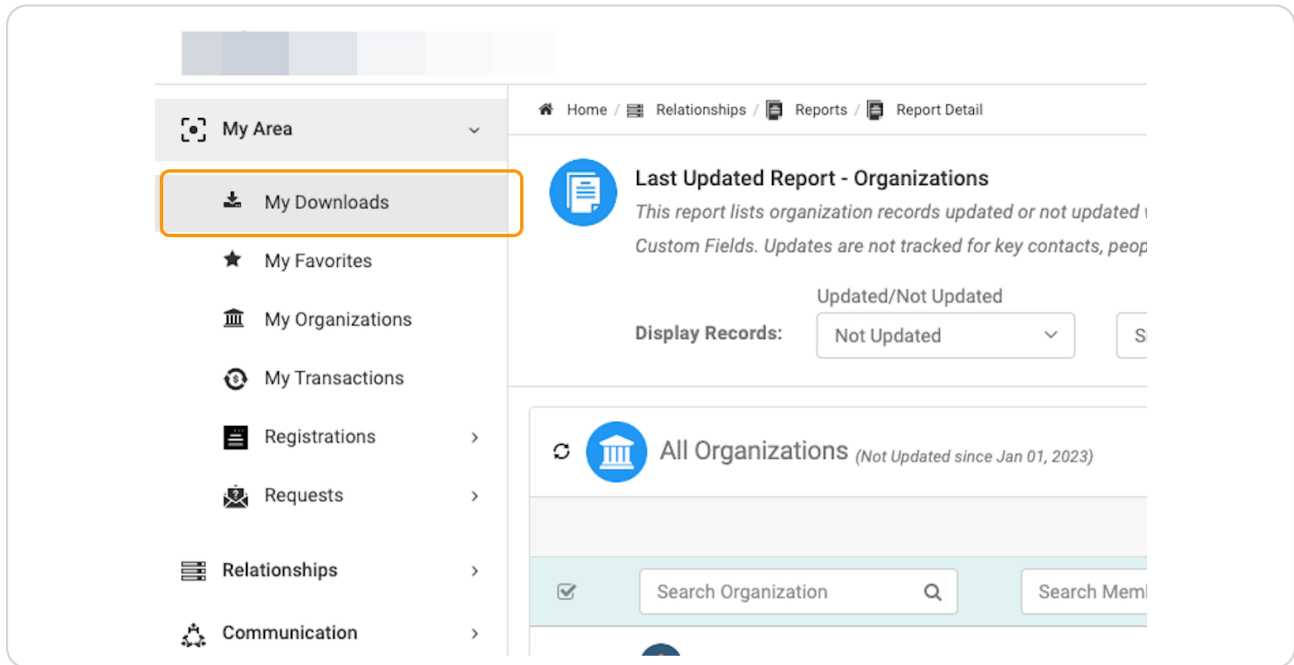 Home / Relationships / Reports / Report Detail
My Area
My Downloads
My Favorites
My Organizations
My Transactions
Registrations
Requests
Relationships
Communication
Last Updated Report - Organizations
This report lists organization records updated or not updated
Custom Fields. Updates are not tracked for key contacts,
Updated/Not Updated
Display Records:
Not Updated
All Organizations (Not Updated since Jan 01, 2023)
Search Organization
Search